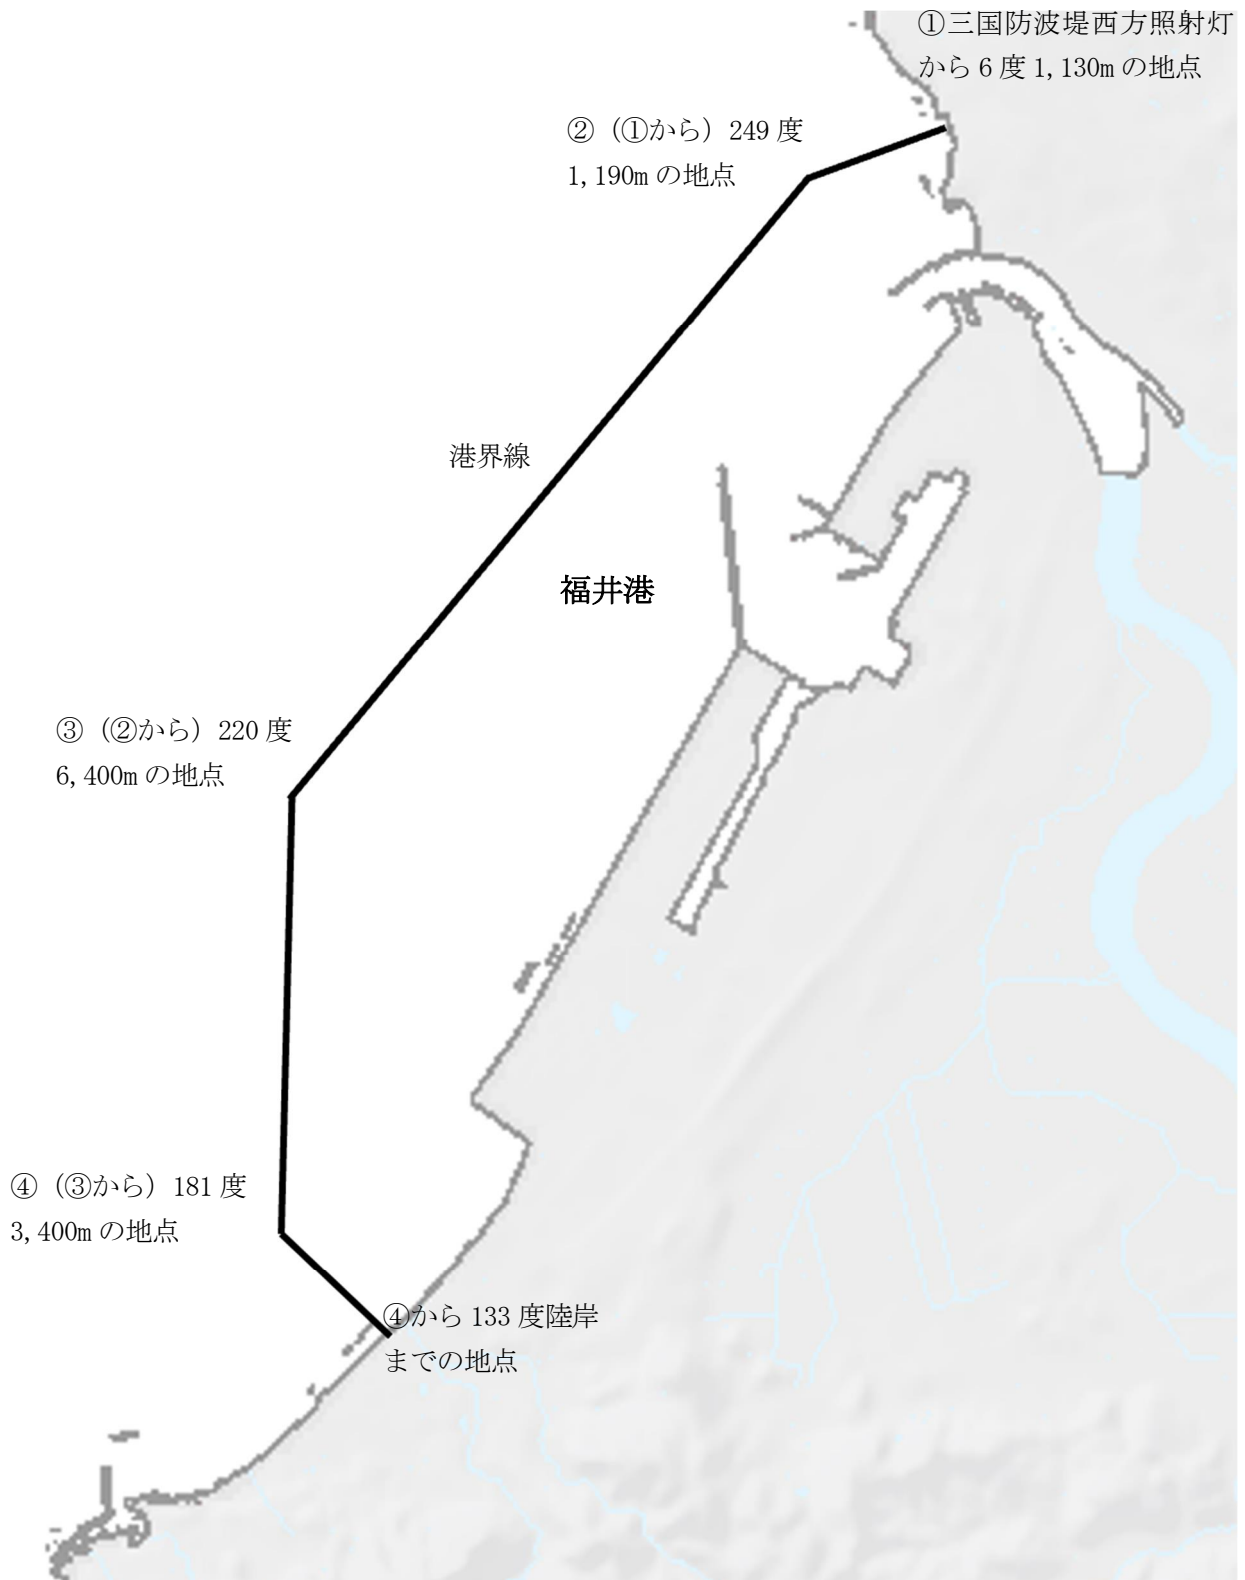 ①三国防波堤西方照射灯
から 6 度 1,130m の地点
②（①から）249 度
1,190m の地点
港界線
福井港
③（②から）220 度
6,400m の地点
④（③から）181 度
3,400m の地点
④から 133 度陸岸
までの地点